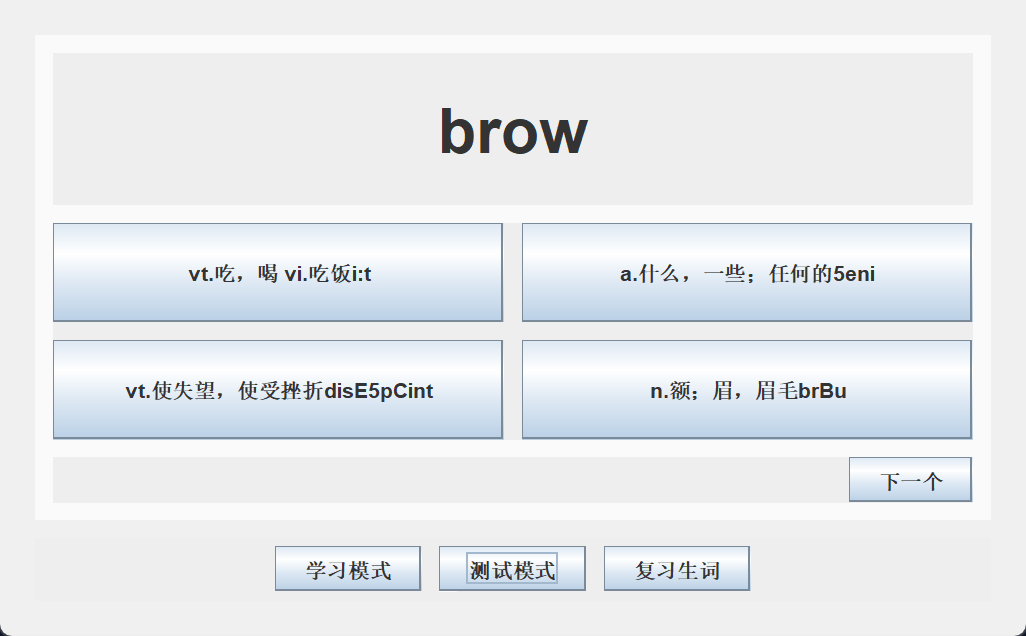 brow
vt.吃，喝 vi.吃饭i:t
a.什么，一些；任何的5eni
vt.使失望，使受挫折disE5pCint
n.额；眉，眉毛brBu
下一个
学习模式
测试模式
复习生词